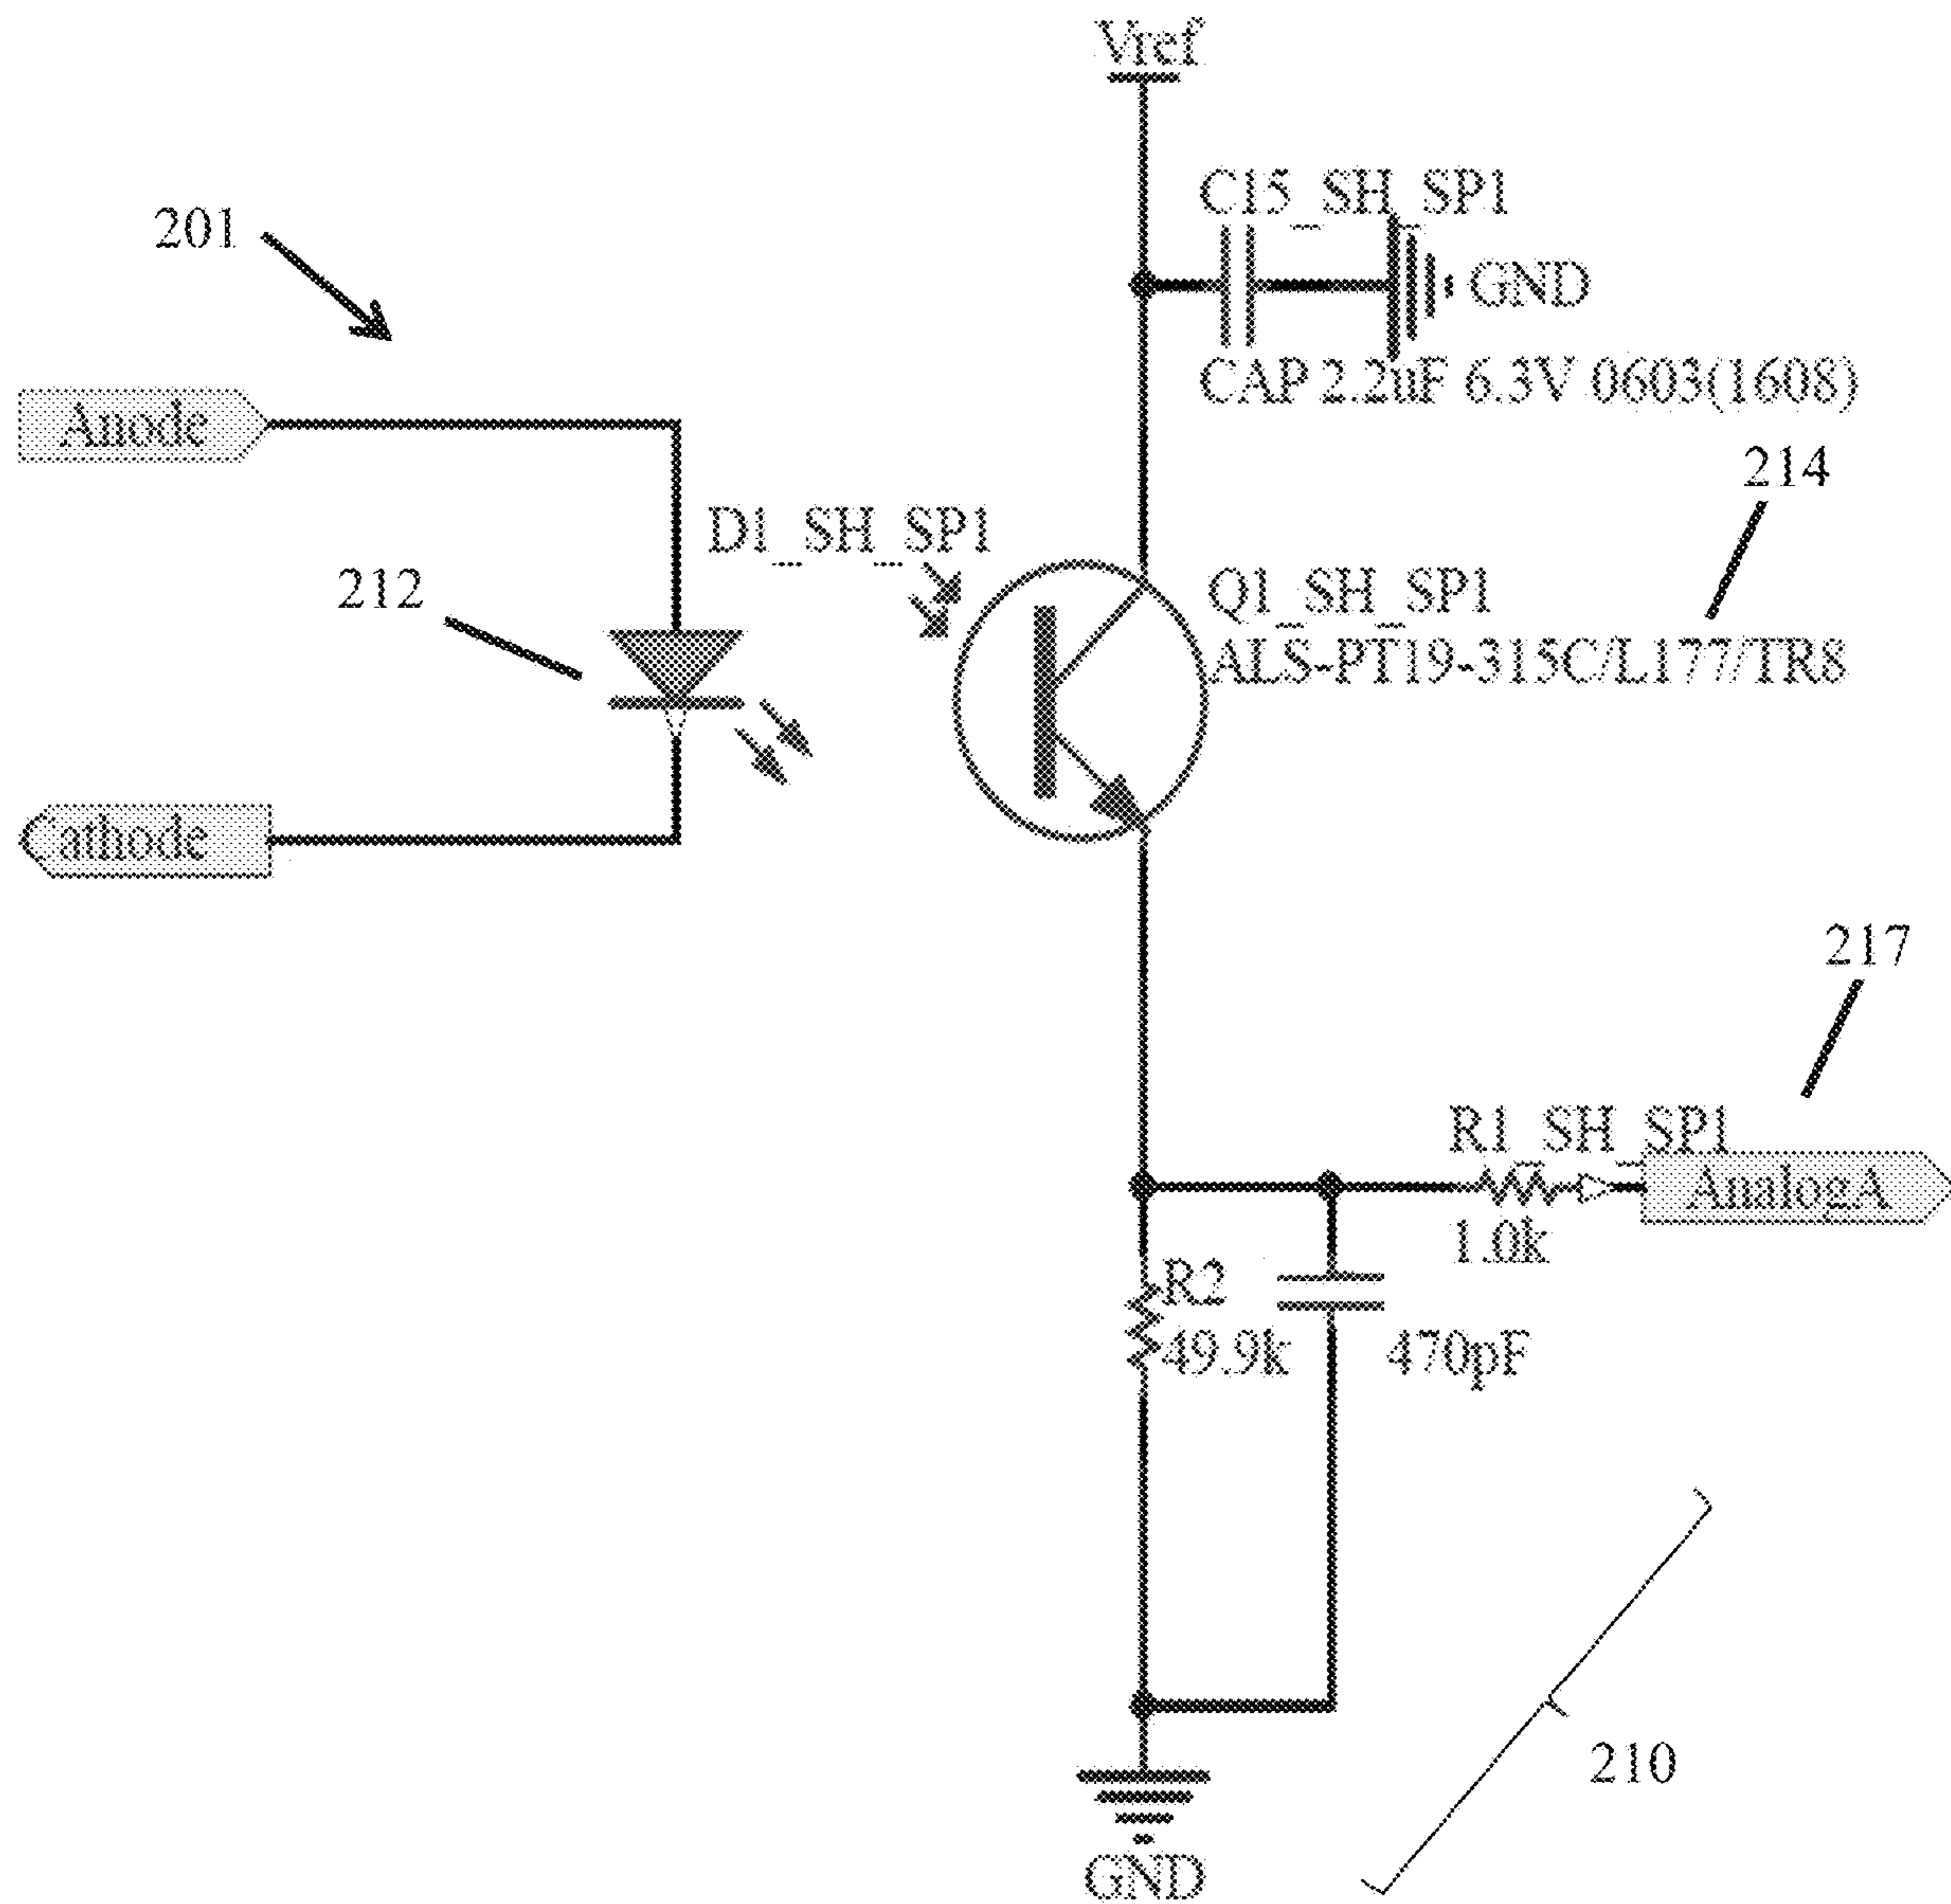 Vref
C15_SH_SP1
201
GND
CAP 2.2uF 6.3V 0603(1608)
Anode
214
D1_SH_SP1
212
Q1_SH_SP1
ALS-PT19-315C/L177/TR8
Cathode
217
R1_SH_SP1
AnalogA
1.0k
R2
49.9k
470pF
210
GND